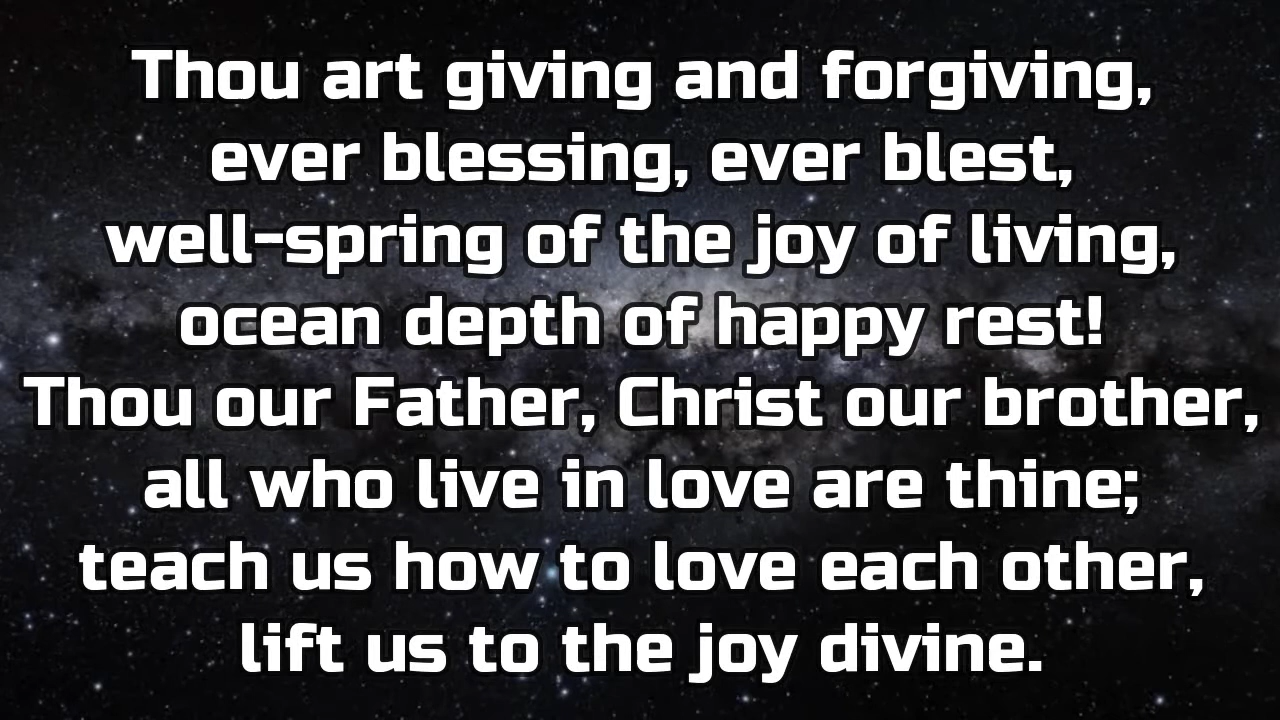 Thou art giving and forgiving,
ever blessing, ever blest,
well-spring of the joy of living,
ocean depth of happy rest!
Thou our Father, Christ our brother,
all who live in love are thine;
teach us how to love each other,
lift us to the joy divine.